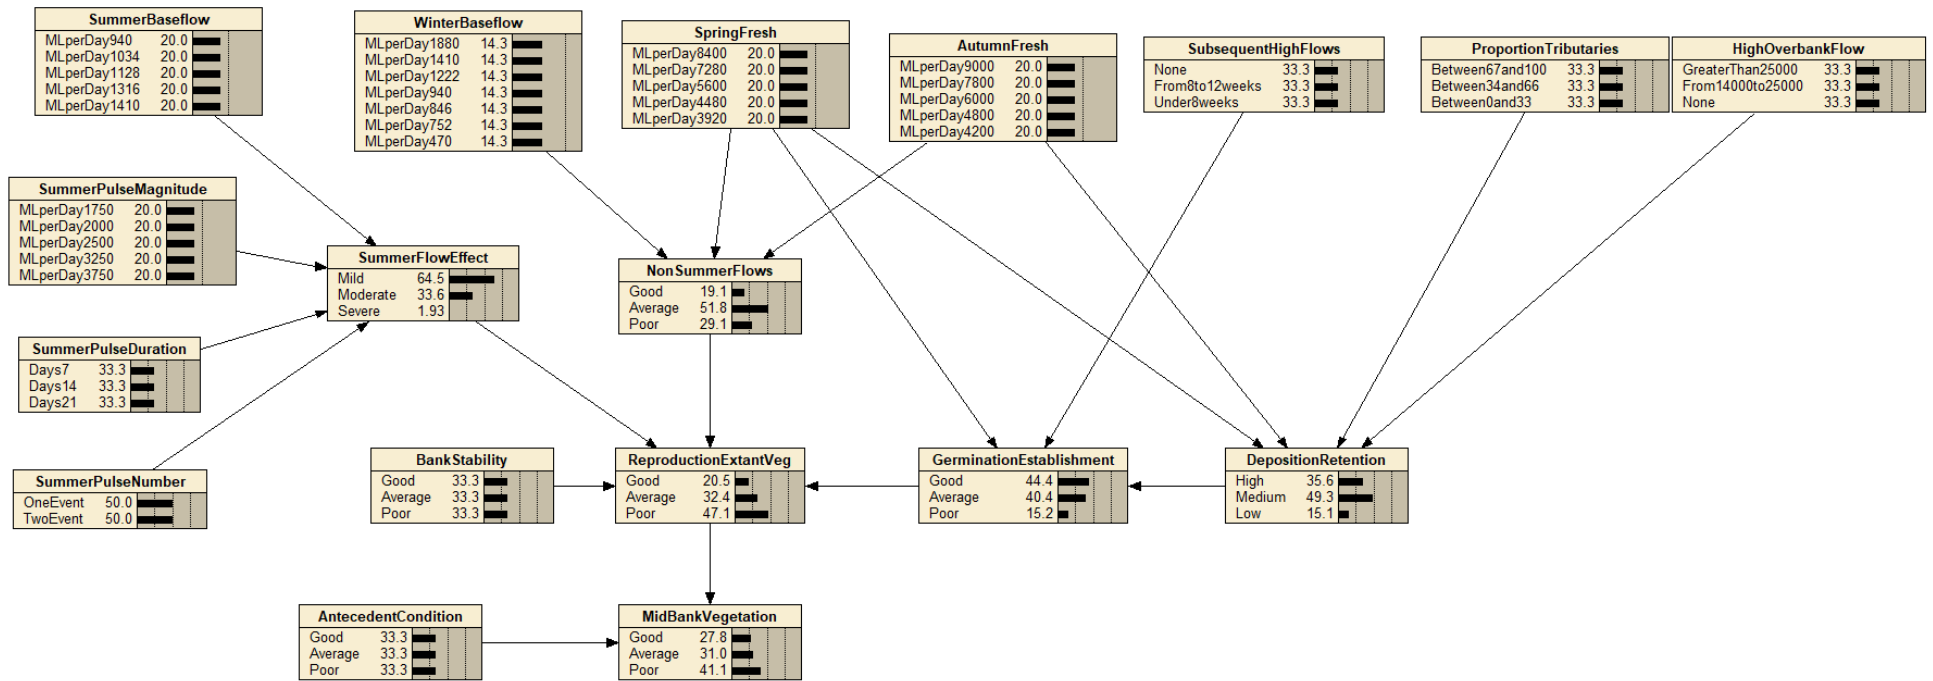 SummerBaseflow
MLperDay940 20.0
MLperDay1034 20.0
MLperDay1128 20.0
MLperDay1316 20.0
MLperDay1410 20.0
WinterBaseflow
MLperDay1880 14.3
MLperDay1410 14.3
MLperDay1222 14.3
MLperDay940 14.3
MLperDay846 14.3
MLperDay752 14.3
MLperDay470 14.3
SpringFresh
MLperDay8400 20.0
MLperDay7280 20.0
MLperDay5600 20.0
MLperDay4480 20.0
MLperDay3920 20.0
AutumnFresh
MLperDay9000 20.0
MLperDay7800 20.0
MLperDay6000 20.0
MLperDay4800 20.0
MLperDay4200 20.0
SubsequentHighFlows
None 33.3
From8to12weeks 33.3
Under8weeks 33.3
ProportionTributaries
Between67and100 33.3
Between34and66 33.3
Between0and33 33.3
HighOverbankFlow
GreaterThan25000 33.3
From14000to25000 33.3
None 33.3
SummerPulseMagnitude
MLperDay1750 20.0
MLperDay2000 20.0
MLperDay2500 20.0
MLperDay3250 20.0
MLperDay3750 20.0
SummerFlowEffect
Mild 64.5
Moderate 33.6
Severe 1.93
NonSummerFlows
Good 19.1
Average 51.8
Poor 29.1
SummerPulseDuration
Days7 33.3
Days14 33.3
Days21 33.3
SummerPulseNumber
OneEvent 50.0
TwoEvent 50.0
BankStability
Good 33.3
Average 33.3
Poor 33.3
ReproductionExtantVeg
Good 20.5
Average 32.4
Poor 47.1
GerminationEstablishment
Good 44.4
Average 40.4
Poor 15.2
DepositionRetention
High 35.6
Medium 49.3
Low 15.1
AntecedentCondition
Good 33.3
Average 33.3
Poor 33.3
MidBankVegetation
Good 27.8
Average 31.0
Poor 41.1